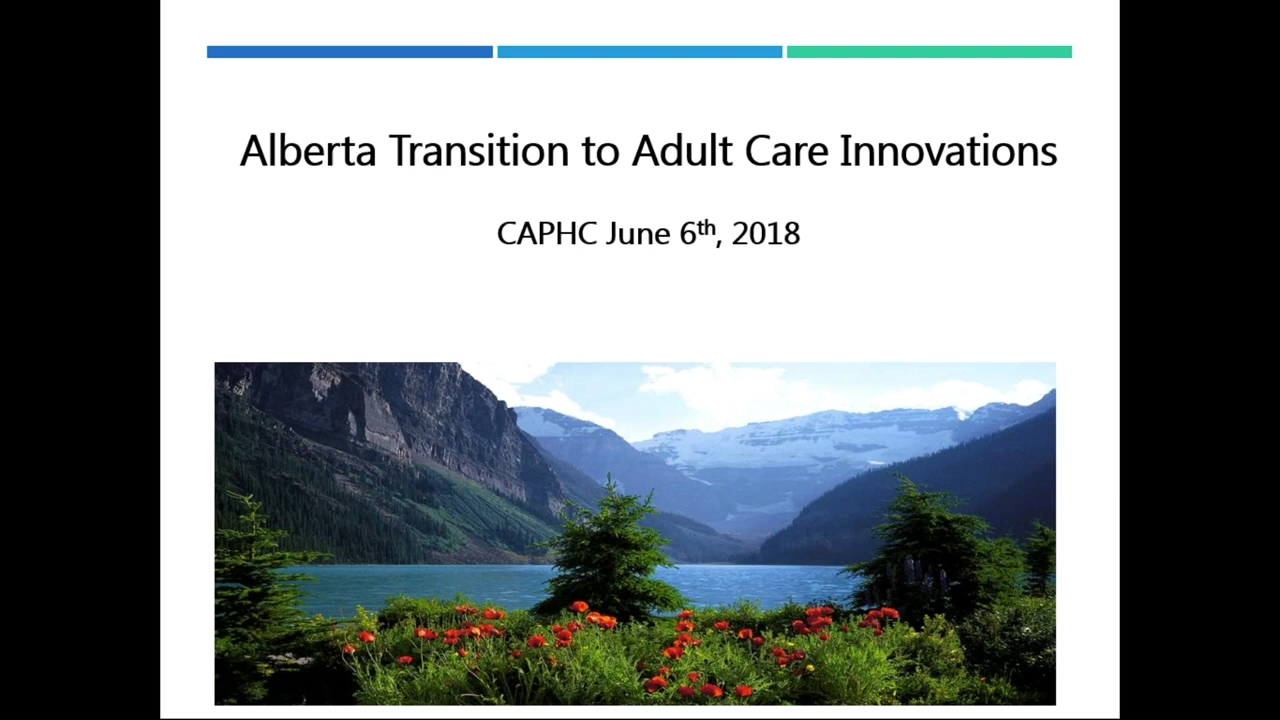 Alberta Transition to Adult Care Innovations
CAPHC June 6th, 2018